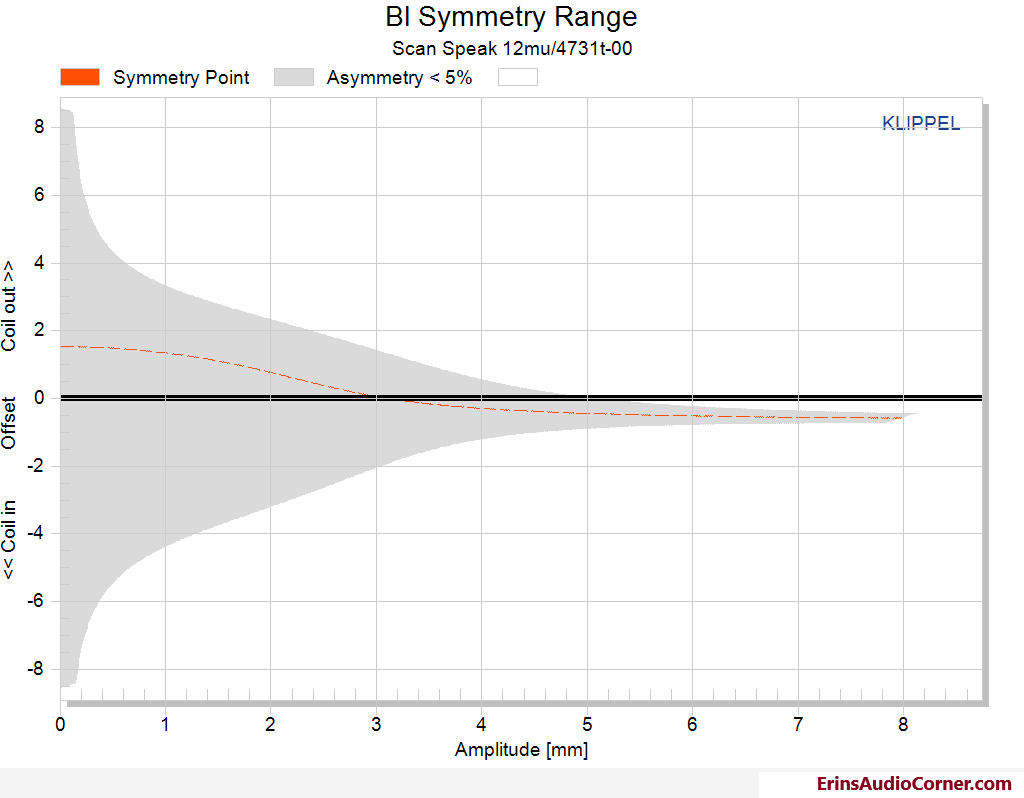 Bl Symmetry Range
Scan Speak 12mu/4731t-00
Symmetry Point
Asymmetry < 5%
KLIPPEL
8
6
4
2
0
-2
-4
-6
-8
<< Coil in Offset Coil out >>
0 1 2 3 4 5 6 7 8
Amplitude [mm]
ErinsAudioCorner.com